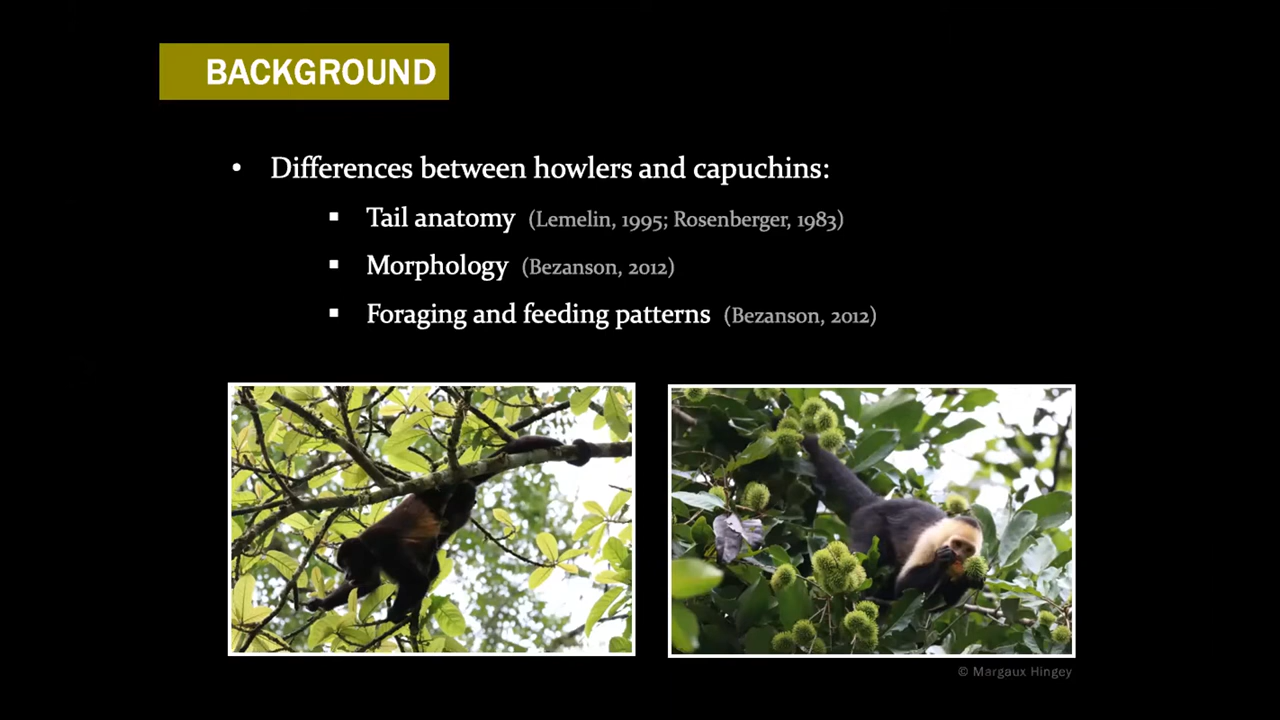 BACKGROUND
• Differences between howlers and capuchins:
▪ Tail anatomy (Lemelin, 1995; Rosenberger, 1983)
▪ Morphology (Bezanson, 2012)
▪ Foraging and feeding patterns (Bezanson, 2012)
© Margaux Hingey